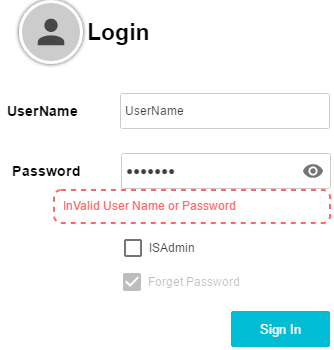 Login
UserName
UserName
Password
•••••••
InValid User Name or Password
ISAdmin
Forget Password
Sign In